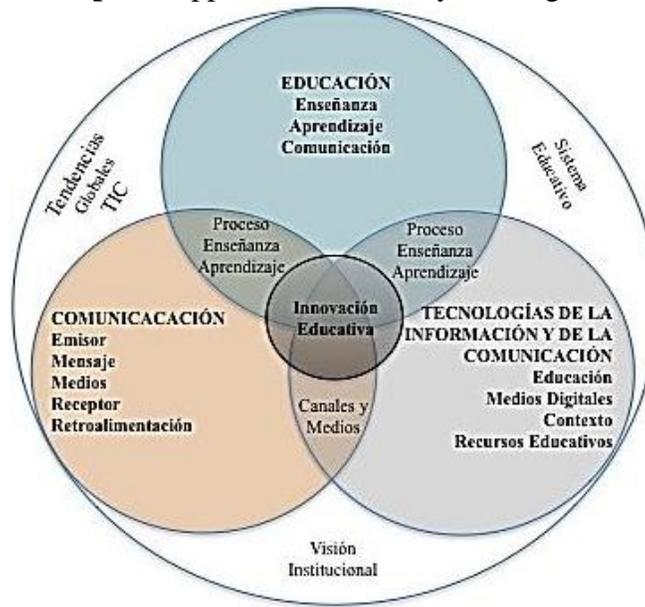 EDUCACIÓN
Enseñanza
Aprendizaje
Comunicación
Tendencias
Globales
TIC
Sistema
Educativo
Proceso
Enseñanza
Aprendizaje
Proceso
Enseñanza
Aprendizaje
Innovación
Educativa
COMUNICACACIÓN
Emisor
Mensaje
Medios
Receptor
Retroalimentación
TECNOLOGÍAS DE LA
INFORMACIÓN Y DE LA
COMUNICACIÓN
Educación
Medios Digitales
Contexto
Recursos Educativos
Canales y
Medios
Visión
Institucional